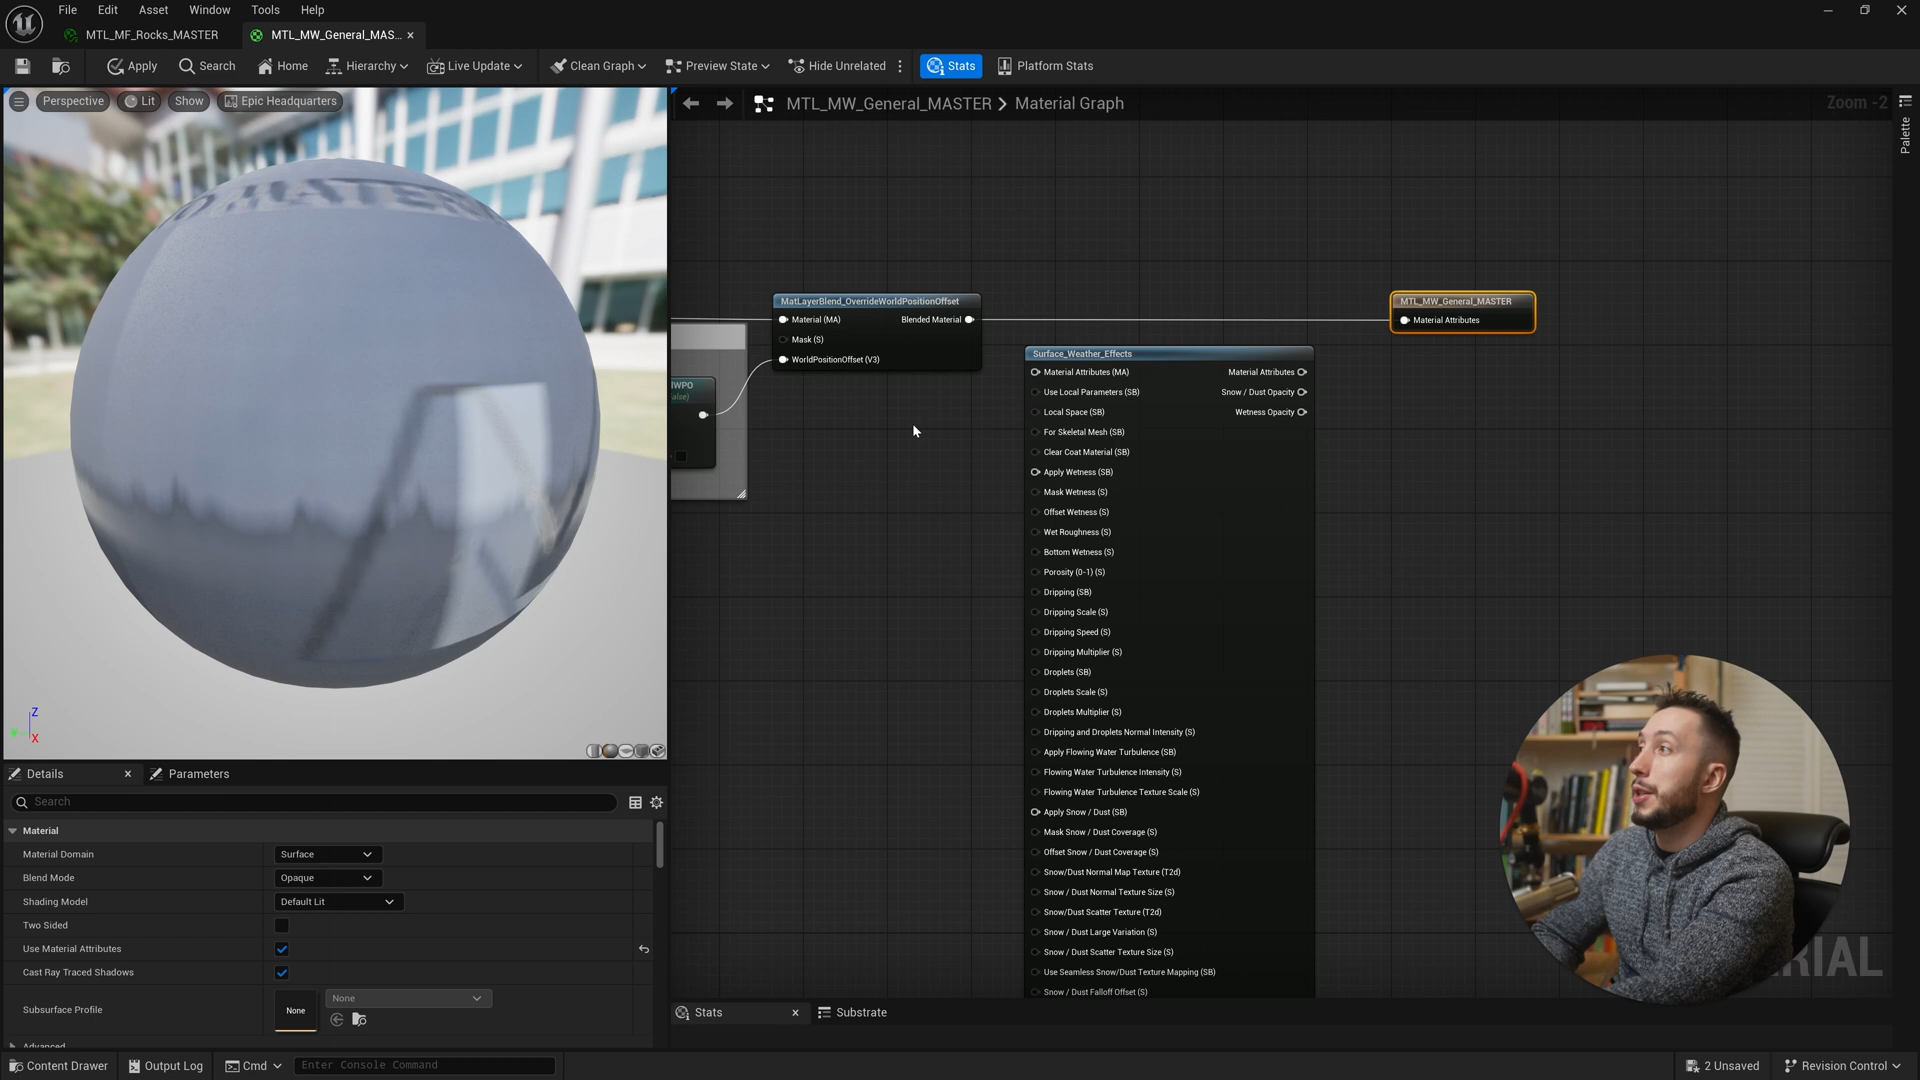 File Edit Asset Window Tools Help
MTL_MF_Rocks_MASTER MTL_MW_General_MAS...
Apply Search Home Hierarchy Live Update Clean Graph Preview State Hide Unrelated Stats Platform Stats
Perspective Lit Show Epic Headquarters
MTL_MW_General_MASTER > Material Graph
Zoom -2
Palette
MatLayerBlend_OverrideWorldPositionOffset
Material (MA) Blended Material
Mask (S)
WorldPositionOffset (V3)
MTL_MW_General_MASTER
Material Attributes
Surface_Weather_Effects
Material Attributes (MA) Material Attributes
Use Local Parameters (SB) Snow / Dust Opacity
Local Space (SB) Wetness Opacity
For Skeletal Mesh (SB)
Clear Coat Material (SB)
Apply Wetness (SB)
Mask Wetness (S)
Offset Wetness (S)
Wet Roughness (S)
Bottom Wetness (S)
Porosity (0-1) (S)
Dripping (SB)
Dripping Scale (S)
Dripping Speed (S)
Dripping Multiplier (S)
Droplets (SB)
Droplets Scale (S)
Droplets Multiplier (S)
Dripping and Droplets Normal Intensity (S)
Apply Flowing Water Turbulence (SB)
Flowing Water Turbulence Intensity (S)
Flowing Water Turbulence Texture Scale (S)
Apply Snow / Dust (SB)
Mask Snow / Dust Coverage (S)
Offset Snow / Dust Coverage (S)
Snow/Dust Normal Map Texture (T2d)
Snow / Dust Normal Texture Size (S)
Snow/Dust Scatter Texture (T2d)
Snow / Dust Large Variation (S)
Snow / Dust Scatter Texture Size (S)
Use Seamless Snow/Dust Texture Mapping (SB)
Snow / Dust Falloff Offset (S)
Z
X
Details Parameters
Search
Material
Material Domain Surface
Blend Mode Opaque
Shading Model Default Lit
Two Sided
Use Material Attributes
Cast Ray Traced Shadows
Subsurface Profile None None
Advanced
Stats Substrate
Content Drawer Output Log Cmd Enter Console Command 2 Unsaved Revision Control